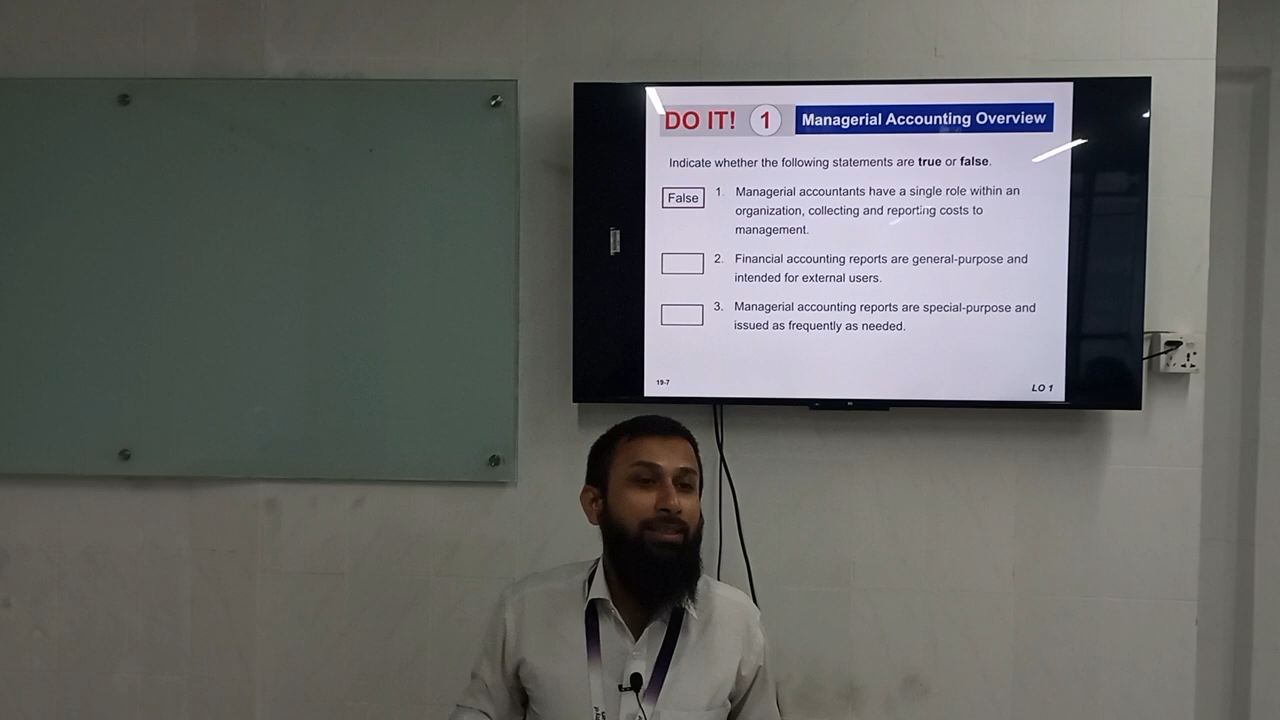 DO IT! 1 Managerial Accounting Overview
Indicate whether the following statements are true or false.
False 1. Managerial accountants have a single role within an
organization, collecting and reporting costs to
management.
2. Financial accounting reports are general-purpose and
intended for external users.
3. Managerial accounting reports are special-purpose and
issued as frequently as needed.
19-7 LO 1